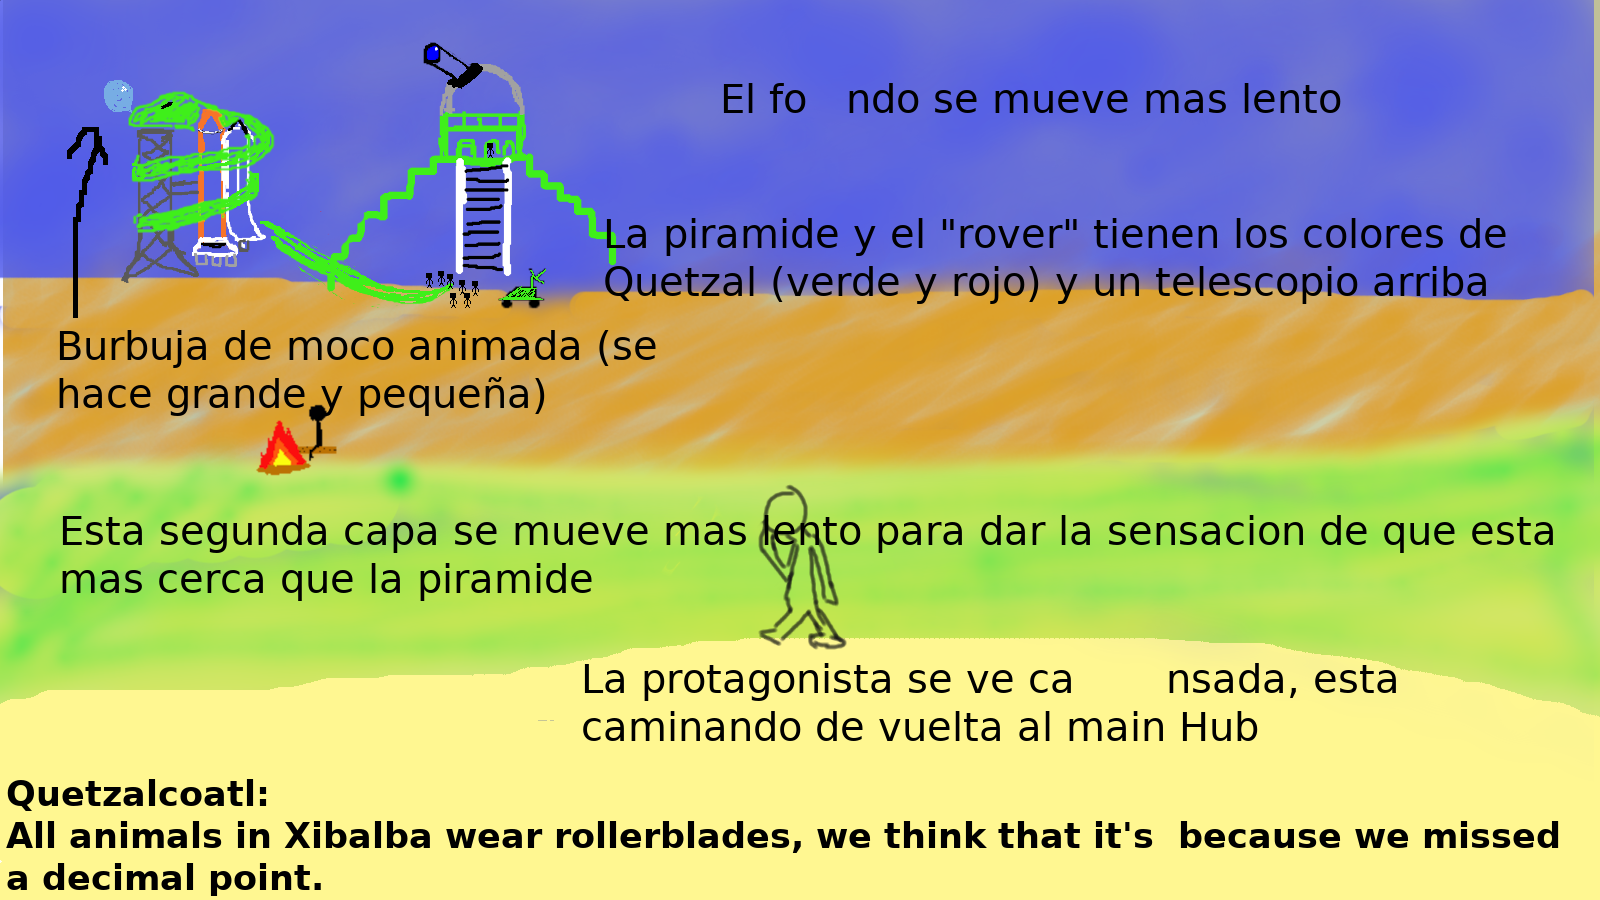 El fo ndo se mueve mas lento
La piramide y el "rover" tienen los colores de
Quetzal (verde y rojo) y un telescopio arriba
Burbuja de moco animada (se
hace grande y pequeña)
Esta segunda capa se mueve mas lento para dar la sensacion de que esta
mas cerca que la piramide
La protagonista se ve ca nsada, esta
caminando de vuelta al main Hub
Quetzalcoatl:
All animals in Xibalba wear rollerblades, we think that it's because we missed
a decimal point.